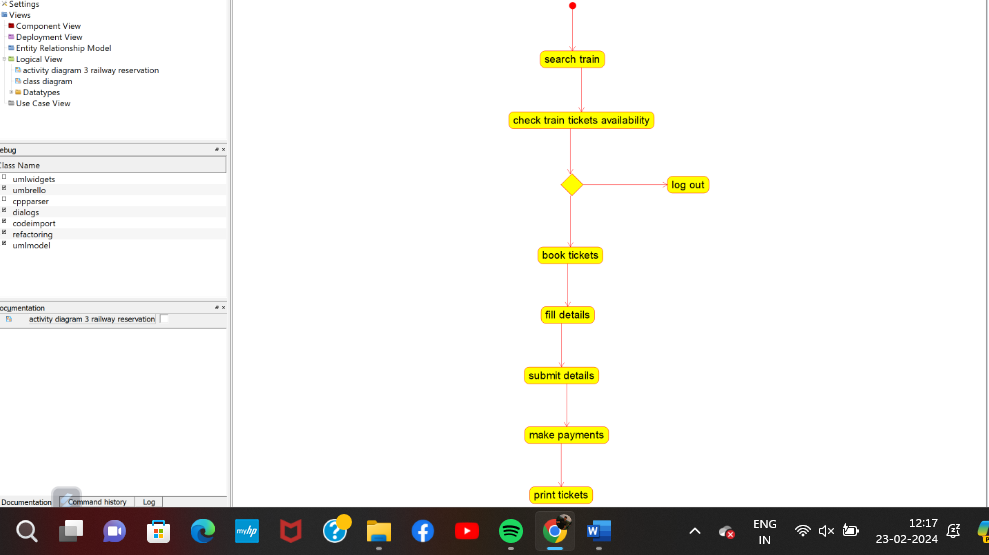 Settings
Views
Component View
Deployment View
Entity Relationship Model
Logical View
activity diagram 3 railway reservation
class diagram
Datatypes
Use Case View
ebug
Class Name
umlwidgets
umbrello
cppparser
dialogs
codeimport
refactoring
umlmodel
ocumentation
activity diagram 3 railway reservation
Documentation
Command history
Log
search train
check train tickets availability
log out
book tickets
fill details
submit details
make payments
print tickets
myhp
W
ENG
IN
12:17
23-02-2024